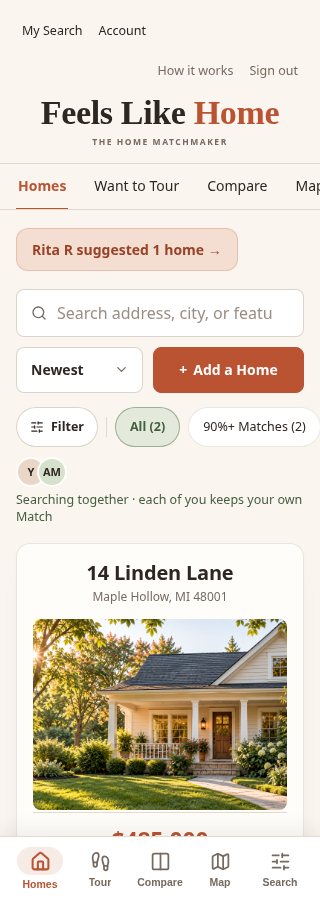 My Search Account
How it works Sign out
Feels Like Home
THE HOME MATCHMAKER
Homes Want to Tour Compare Map
Rita R suggested 1 home →
Search address, city, or featu
Newest + Add a Home
Filter All (2) 90%+ Matches (2)
Y AM
Searching together · each of you keeps your own
Match
14 Linden Lane
Maple Hollow, MI 48001
Homes Tour Compare Map Search